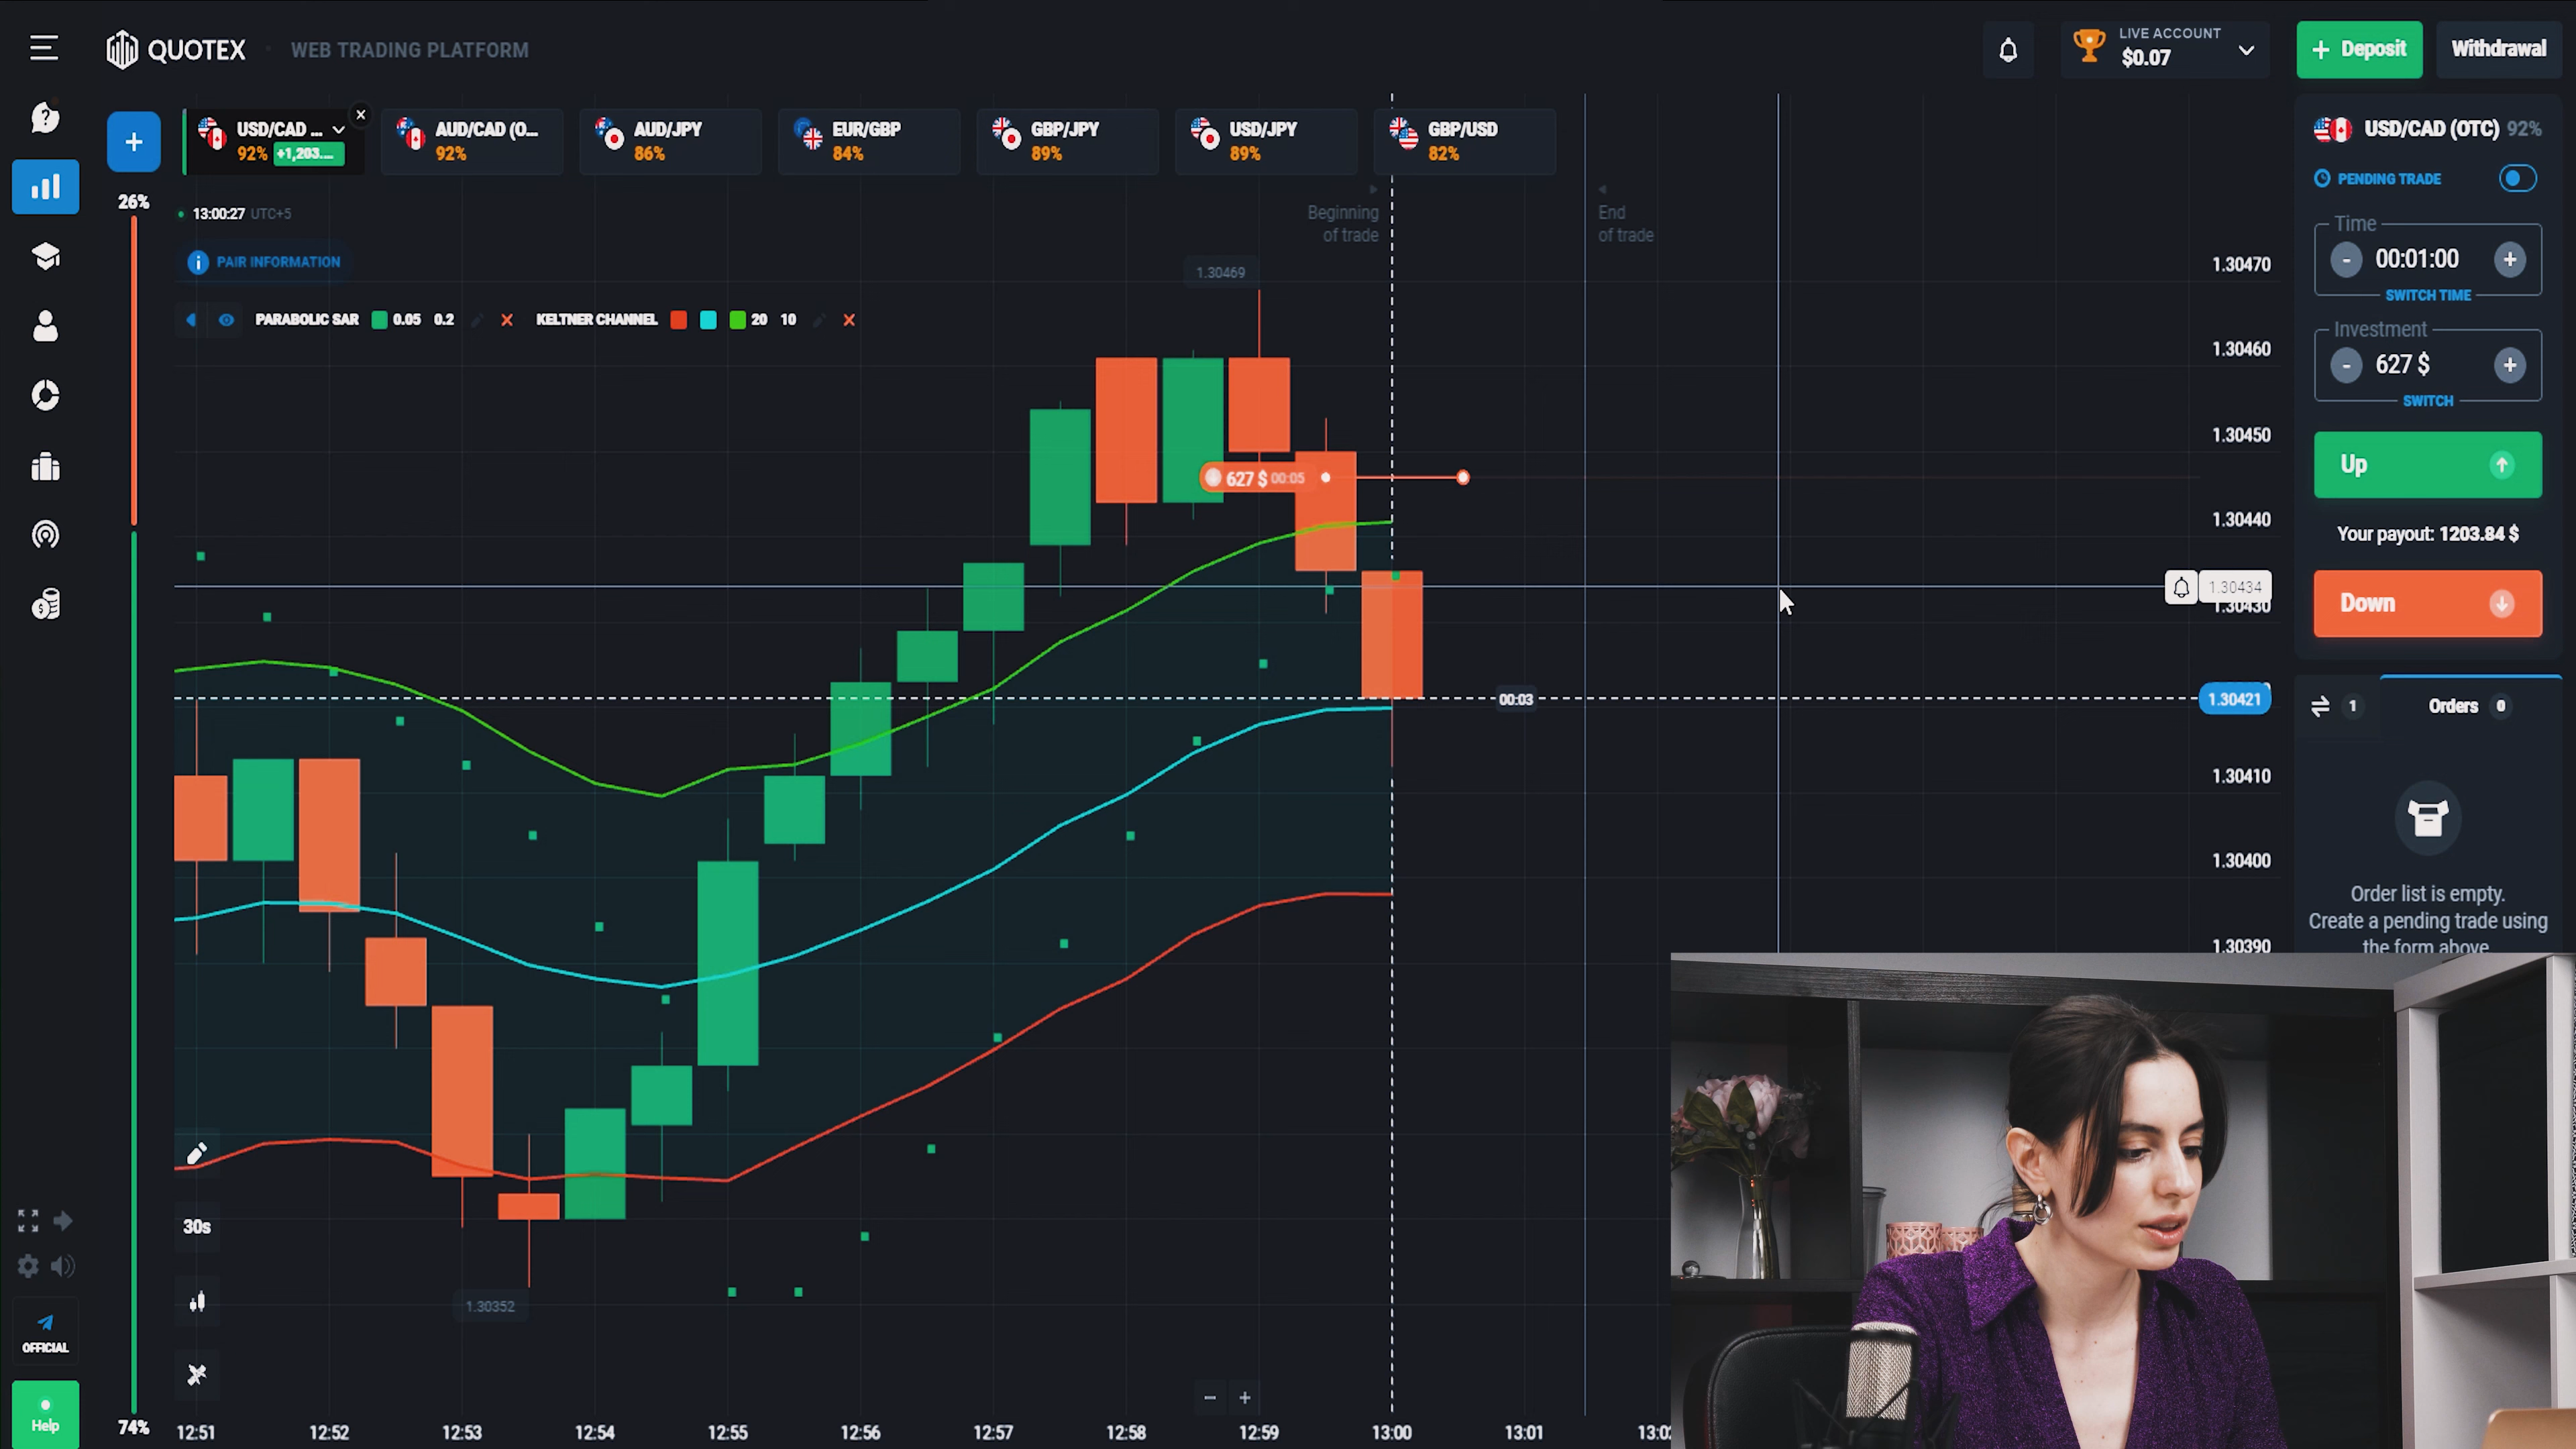 QUOTEX
WEB TRADING PLATFORM
LIVE ACCOUNT
$0.07
+ Deposit
Withdrawal
USD/CAD ...
92% +1,203....
AUD/CAD (O...
92%
AUD/JPY
86%
EUR/GBP
84%
GBP/JPY
89%
USD/JPY
89%
GBP/USD
82%
USD/CAD (OTC) 92%
PENDING TRADE
Time
- 00:01:00 +
SWITCH TIME
Investment
- 627 $ +
SWITCH
Up
Your payout: 1203.84 $
Down
1
Orders 0
Order list is empty.
Create a pending trade using
the form above
26%
74%
13:00:27 UTC+5
PAIR INFORMATION
PARABOLIC SAR 0.05 0.2
KELTNER CHANNEL 20 10
Beginning
of trade
End
of trade
1.30469
627 $ 00:05
00:03
1.30352
1.30470
1.30460
1.30450
1.30440
1.30434
1.30430
1.30421
1.30410
1.30400
1.30390
30s
OFFICIAL
Help
12:51
12:52
12:53
12:54
12:55
12:56
12:57
12:58
12:59
13:00
13:01